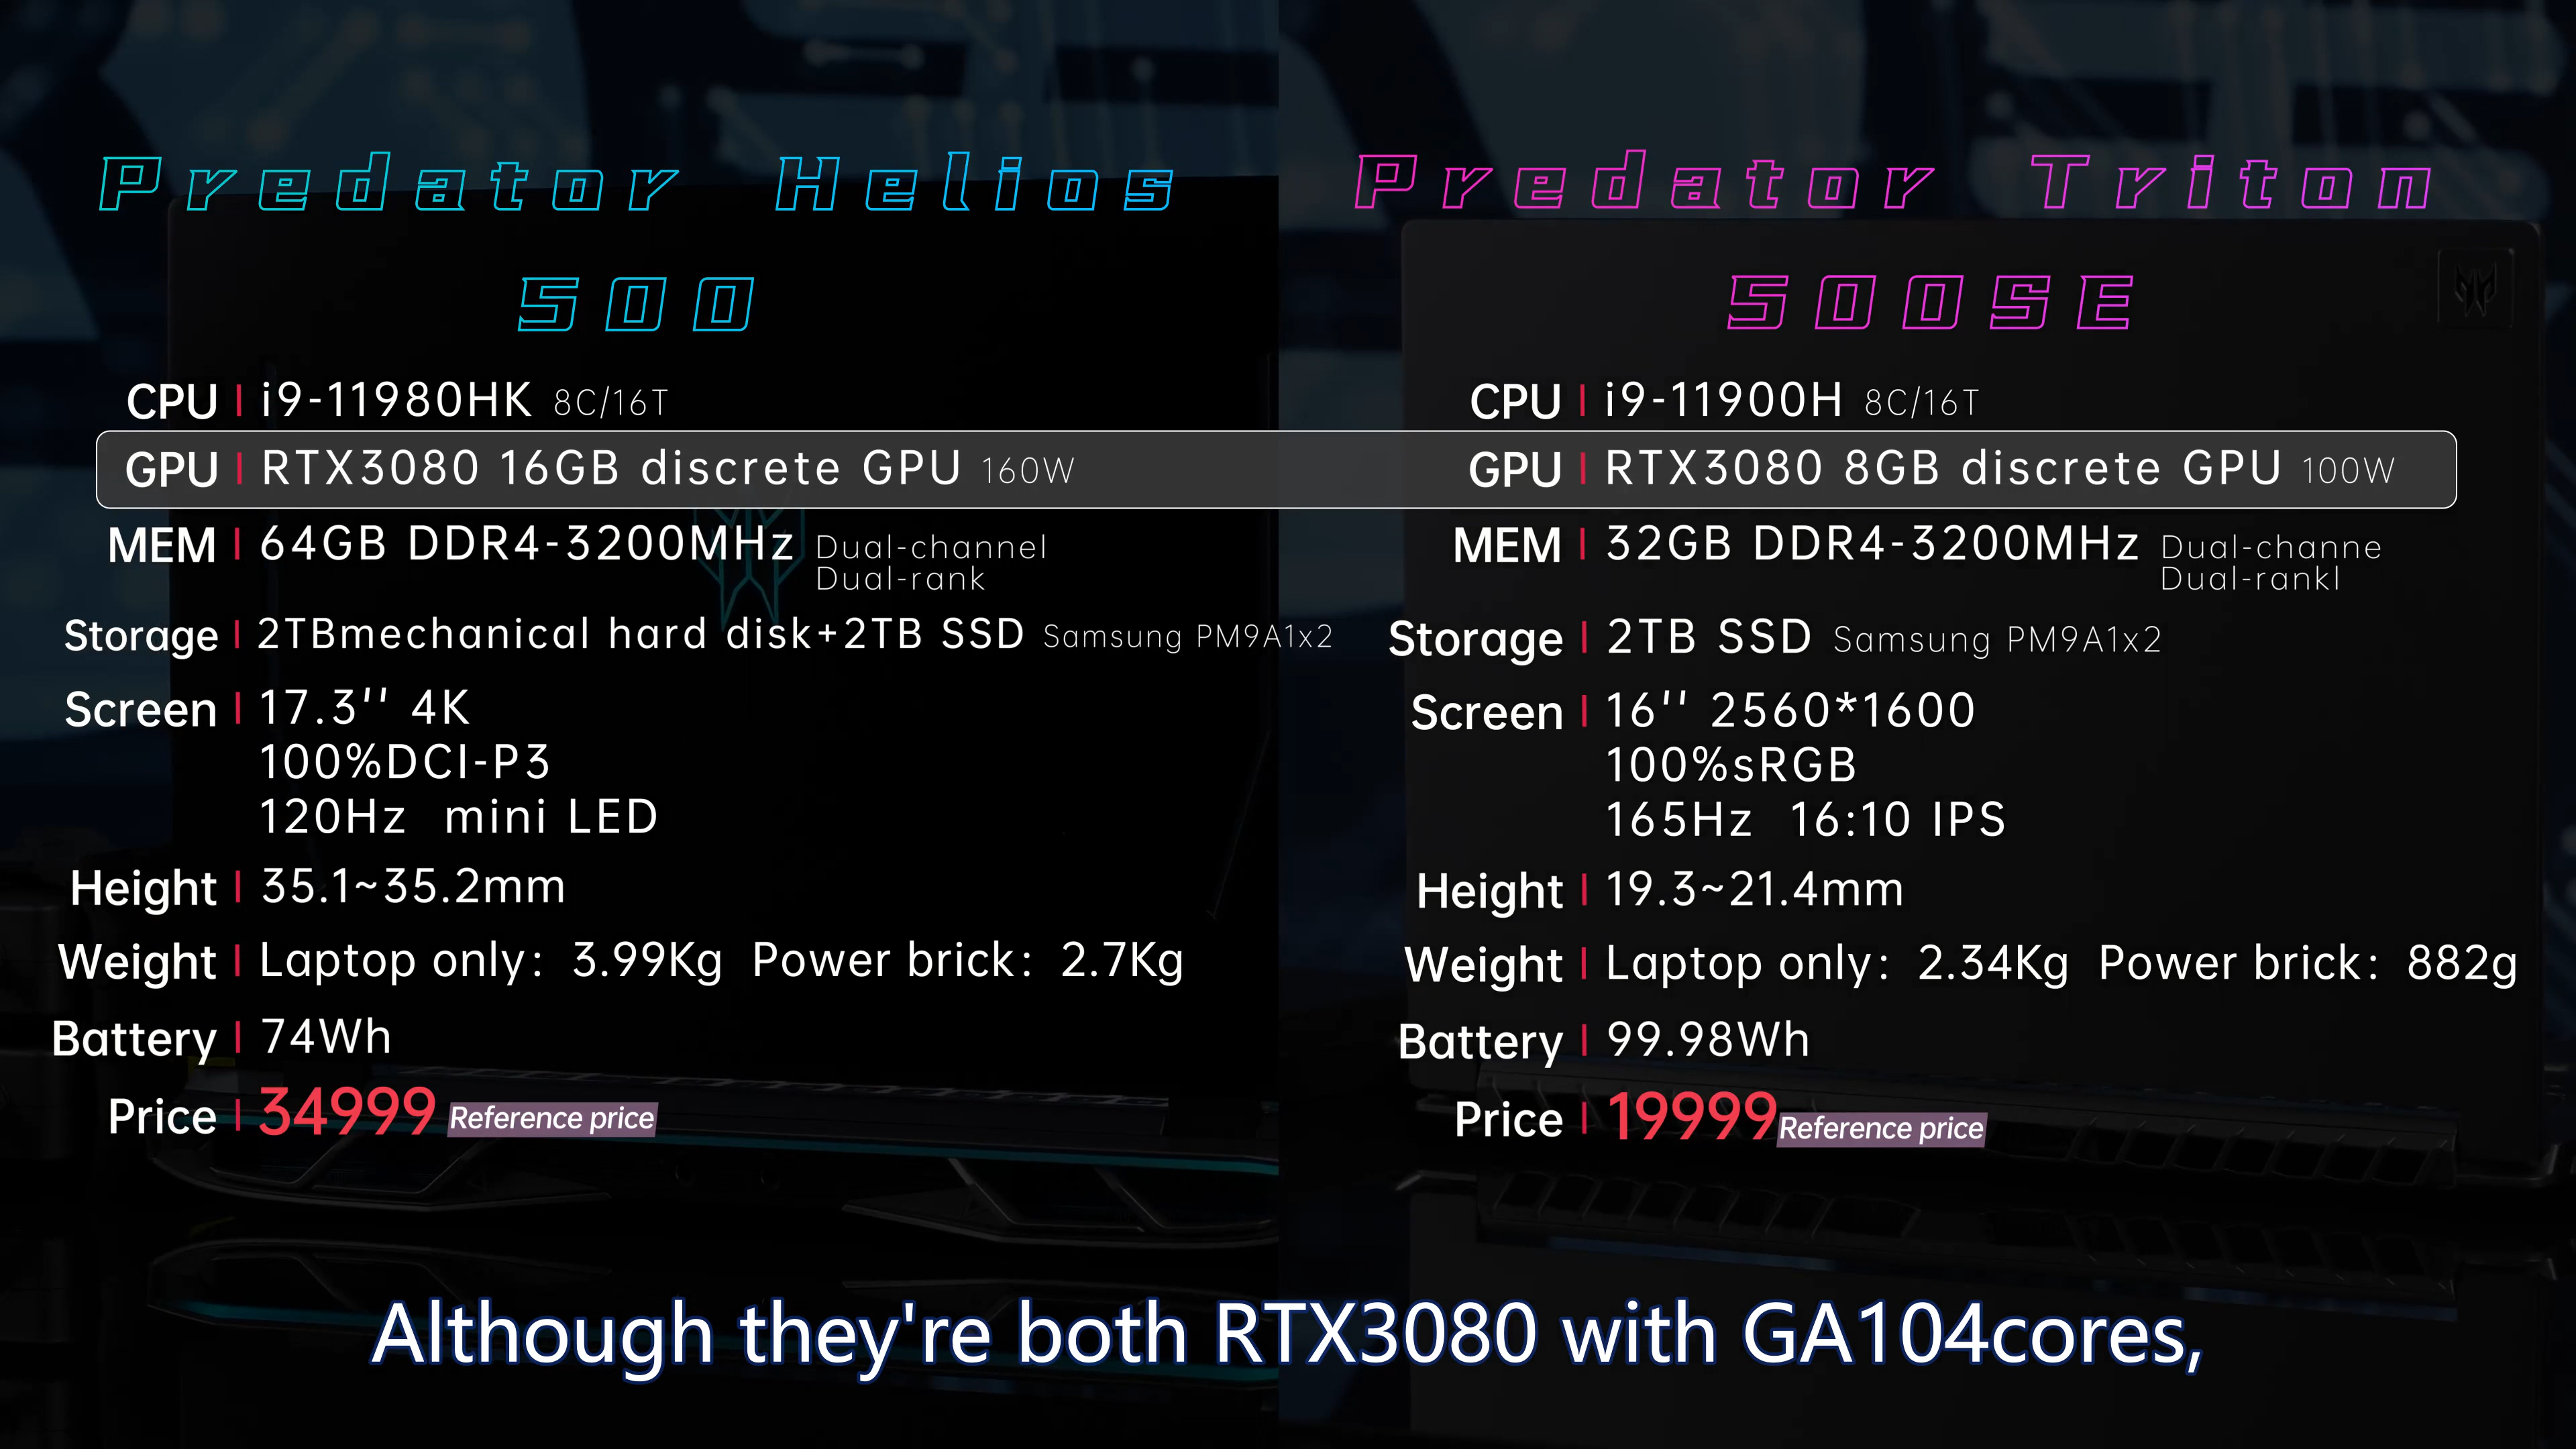 Predator Helios
500
CPU | i9-11980HK 8C/16T
GPU | RTX3080 16GB discrete GPU 160W
MEM | 64GB DDR4-3200MHz Dual-channel
Dual-rank
Storage | 2TBmechanical hard disk+2TB SSD Samsung PM9A1x2
Screen | 17.3'' 4K
100%DCI-P3
120Hz mini LED
Height | 35.1~35.2mm
Weight | Laptop only: 3.99Kg Power brick: 2.7Kg
Battery | 74Wh
Price | 34999 Reference price
Predator Triton
500SE
CPU | i9-11900H 8C/16T
GPU | RTX3080 8GB discrete GPU 100W
MEM | 32GB DDR4-3200MHz Dual-channe
Dual-rankl
Storage | 2TB SSD Samsung PM9A1x2
Screen | 16'' 2560*1600
100%sRGB
165Hz 16:10 IPS
Height | 19.3~21.4mm
Weight | Laptop only: 2.34Kg Power brick: 882g
Battery | 99.98Wh
Price | 19999 Reference price
Although they're both RTX3080 with GA104cores,